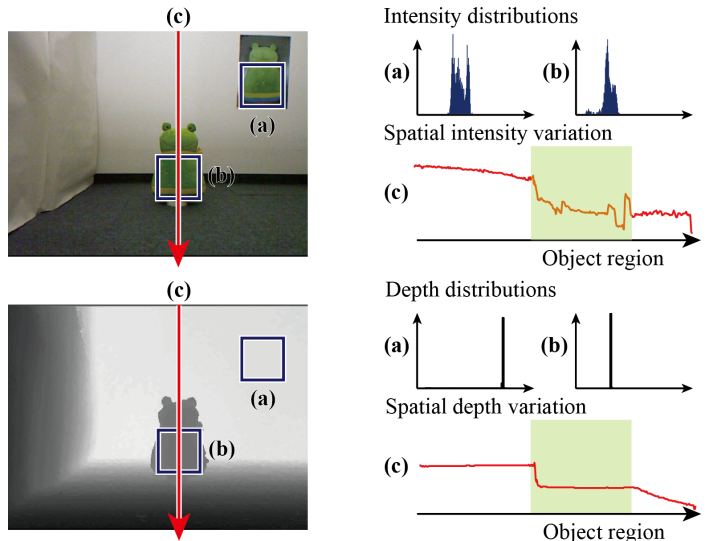 (c)
(a)
(b)
Intensity distributions
(a)
(b)
Spatial intensity variation
(c)
Object region
(c)
(a)
(b)
Depth distributions
(a)
(b)
Spatial depth variation
(c)
Object region